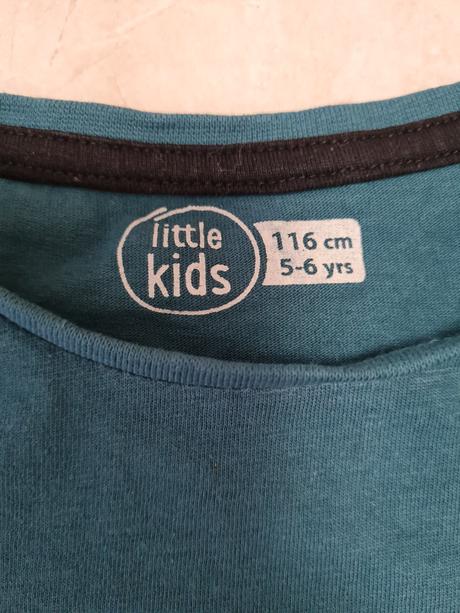 little
kids
116 cm
5-6 yrs